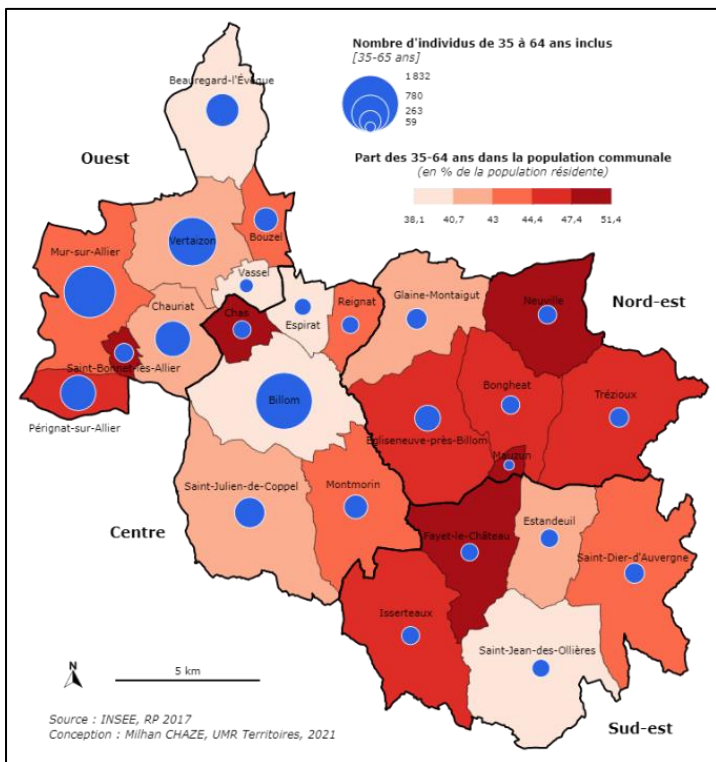 Nombre d'individus de 35 à 64 ans inclus
[35-65 ans]
1 832
780
263
59
Part des 35-64 ans dans la population communale
(en % de la population résidente)
38,1
40,7
43
44,4
47,4
51,4
Beauregard-l'Évêque
Ouest
Mur-sur-Allier
Vertaizon
Bouzel
Vassel
Chauriat
Chas
Espirat
Reignat
Glaine-Montaigut
Neuville
Nord-est
Saint-Bonnet-lès-Allier
Pérignat-sur-Allier
Billom
Bongheat
Trézioux
Égliseneuve-près-Billom
Mauzun
Saint-Julien-de-Coppel
Montmorin
Centre
Fayet-le-Château
Estandeuil
Saint-Dier-d'Auvergne
Isserteaux
Saint-Jean-des-Ollières
Sud-est
N
5 km
Source : INSEE, RP 2017
Conception : Milhan CHAZE, UMR Territoires, 2021